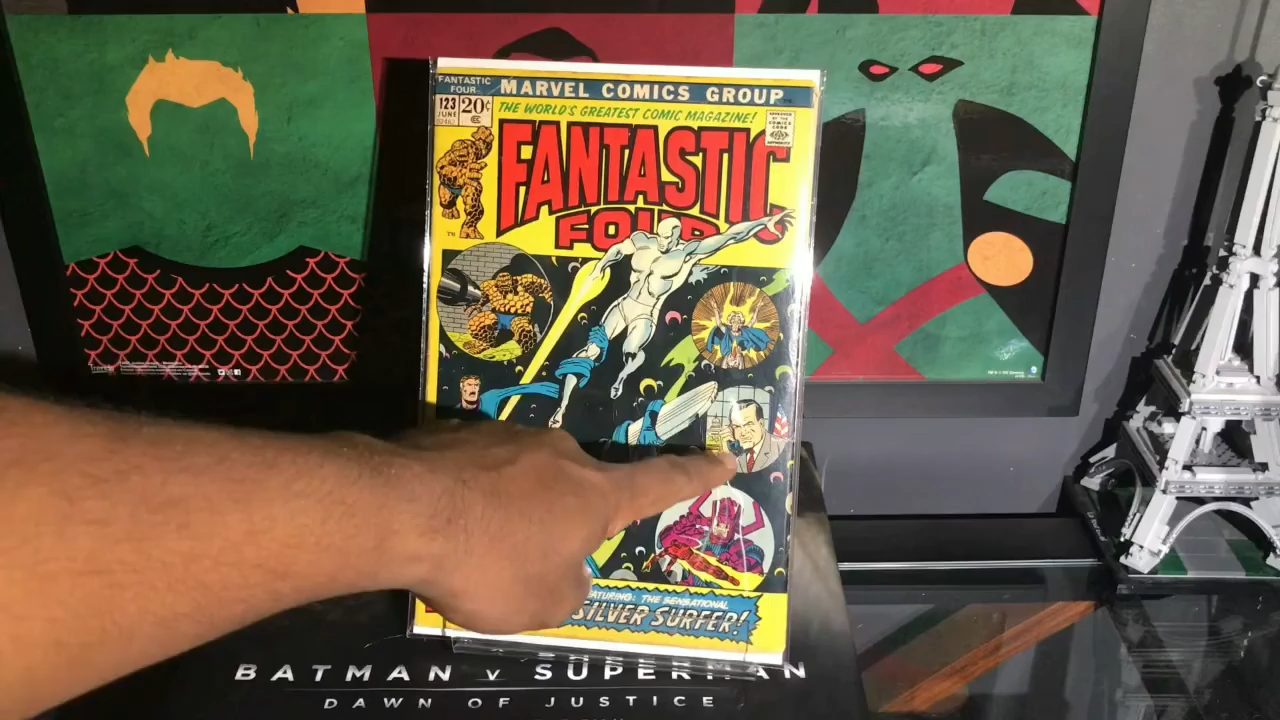 FANTASTIC
FOUR
MARVEL COMICS GROUP
123
JUNE
20¢
THE WORLD'S GREATEST COMIC MAGAZINE!
APPROVED
BY THE
COMICS
CODE
AUTHORITY
FANTASTIC
FOUR
TM
FEATURING: THE SENSATIONAL
SILVER SURFER!
BATMAN v SUPERMAN
DAWN OF JUSTICE